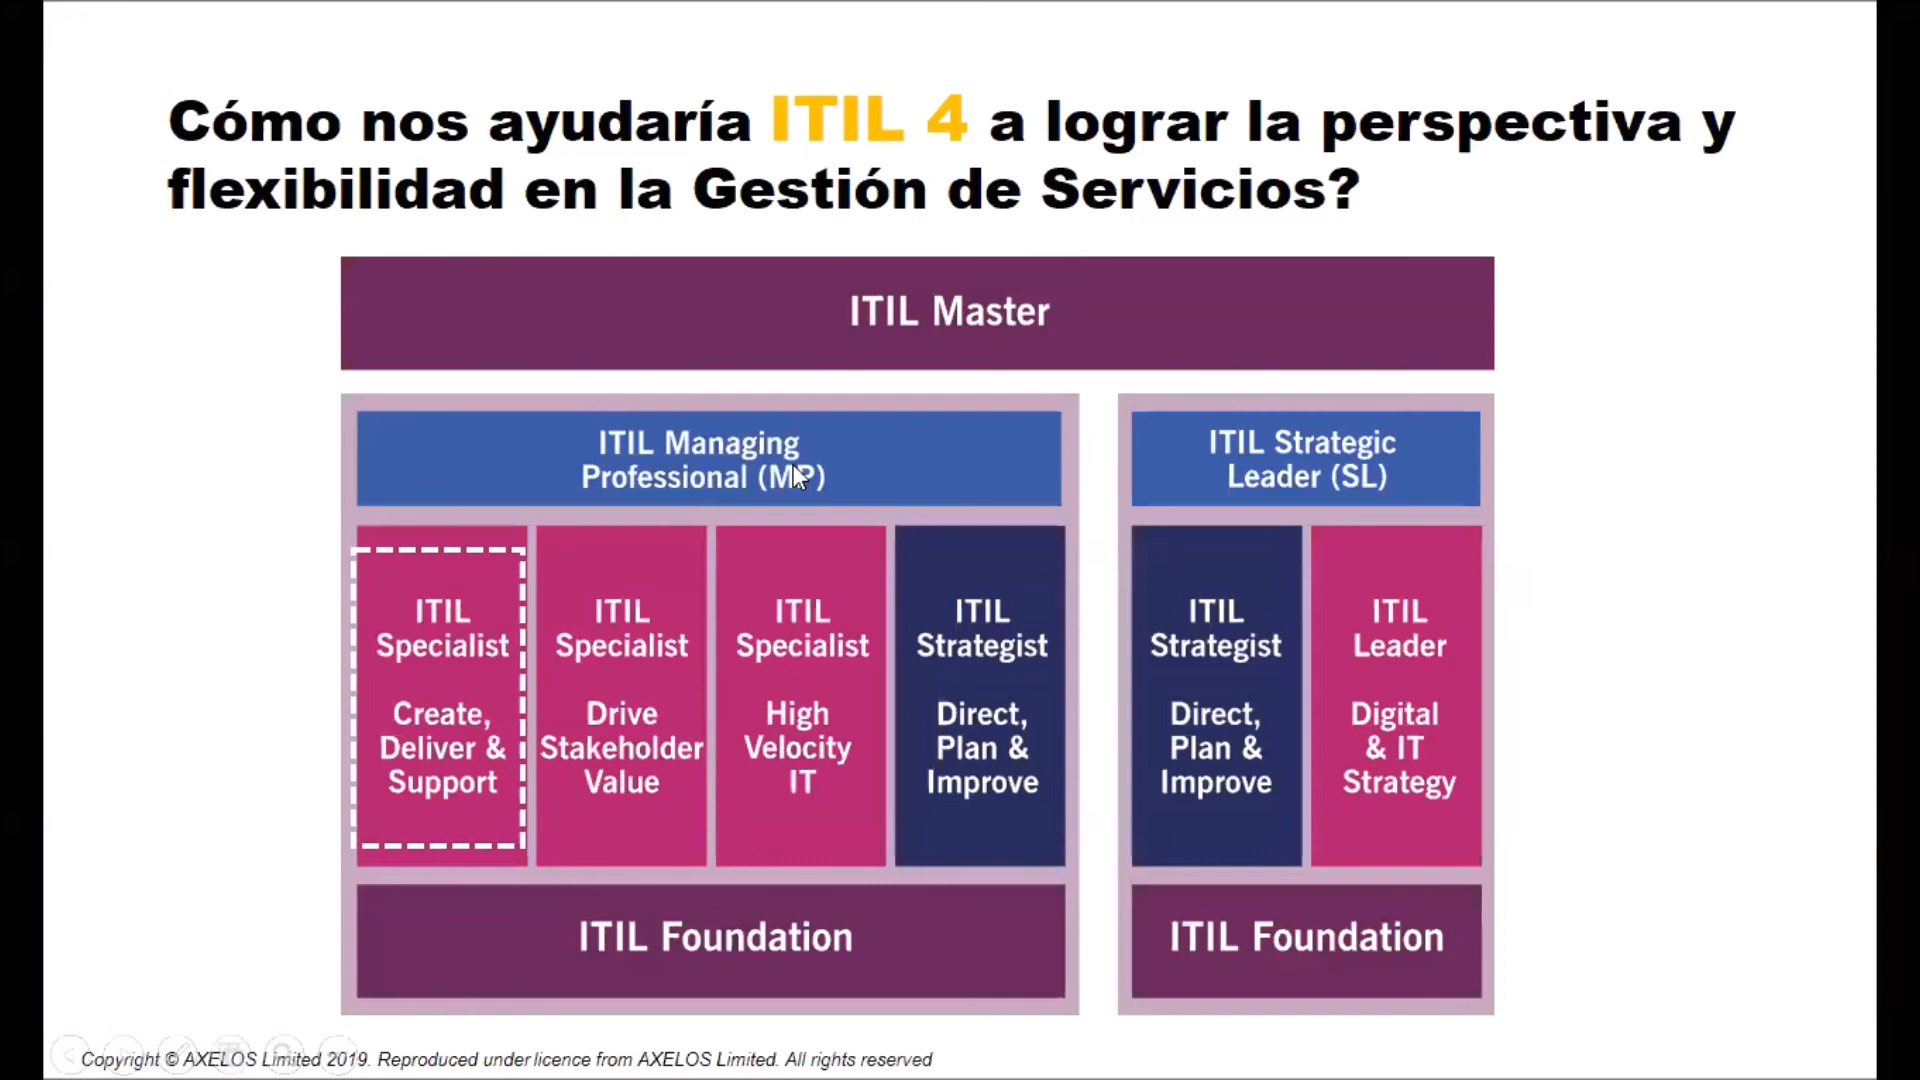 Cómo nos ayudaría ITIL 4 a lograr la perspectiva y
flexibilidad en la Gestión de Servicios?
ITIL Master
ITIL Managing
Professional (MP)
ITIL
Specialist
Create,
Deliver &
Support
ITIL
Specialist
Drive
Stakeholder
Value
ITIL
Specialist
High
Velocity
IT
ITIL
Strategist
Direct,
Plan &
Improve
ITIL Foundation
ITIL Strategic
Leader (SL)
ITIL
Strategist
Direct,
Plan &
Improve
ITIL
Leader
Digital
& IT
Strategy
ITIL Foundation
Copyright © AXELOS Limited 2019. Reproduced under licence from AXELOS Limited. All rights reserved